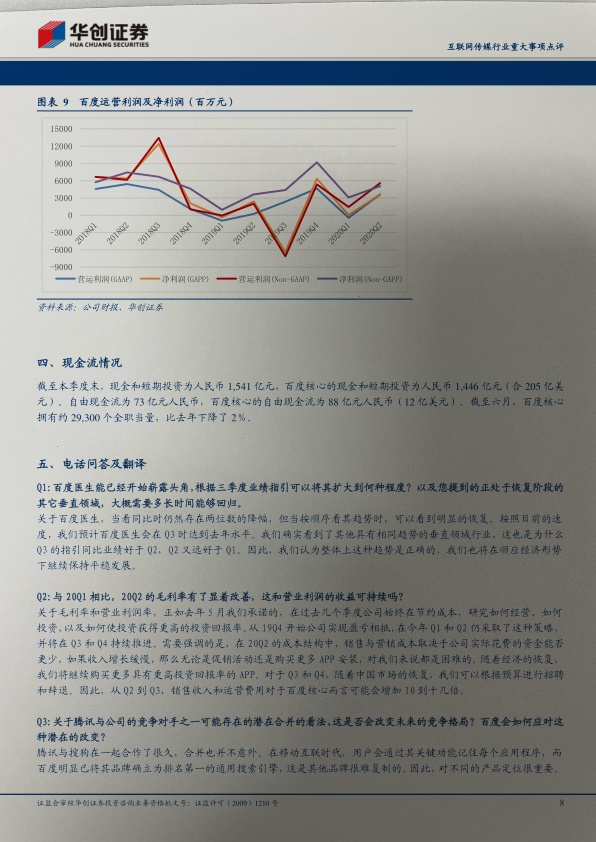 华创证券
HUA CHUANG SECURITIES
互联网传媒行业重大事项点评
图表 9 百度运营利润及净利润（百万元）
15000
12000
9000
6000
3000
0
-3000
-6000
-9000
2018Q1 2018Q2 2018Q3 2018Q4 2019Q1 2019Q2 2019Q3 2019Q4 2020Q1 2020Q2
营运利润(GAAP) 净利润(GAPP) 营运利润(Non-GAAP) 净利润(Non-GAPP)
资料来源：公司财报、华创证券
四、现金流情况
截至本季度末，现金和短期投资为人民币 1,541 亿元，百度核心的现金和短期投资为人民币 1,446 亿元（合 205 亿美
元）。自由现金流为 73 亿元人民币，百度核心的自由现金流为 88 亿元人民币（12 亿美元）。截至六月，百度核心
拥有约 29,300 个全职当量，比去年下降了 2%。
五、电话问答及翻译
Q1：百度医生能已经开始崭露头角，根据三季度业绩指引可以将其扩大到何种程度？以及您提到的正处于恢复阶段的
其它垂直领域，大概需要多长时间能够回归。
关于百度医生，当看同比时仍然存在两位数的降幅，但当按顺序看其趋势时，可以看到明显的恢复。按照目前的速
度，我们预计百度医生会在 Q3 时达到去年水平。我们确实看到了其他具有相同趋势的垂直领域行业，这也是为什么
Q3 的指引同比业绩好于 Q2，Q2 又远好于 Q1。因此，我们认为整体上这种趋势是正确的，我们也将在顺应经济形势
下继续保持平稳发展。
Q2：与 20Q1 相比，20Q2 的毛利率有了显着改善，这和营业利润的收益可持续吗？
关于毛利率和营业利润率，正如去年 5 月我们承诺的，在过去几个季度公司始终在节约成本，研究如何经营、如何
投资，以及如何使投资获得更高的投资回报率。从 19Q4 开始公司实现盈亏相抵，在今年 Q1 和 Q2 仍采取了这种策略，
并将在 Q3 和 Q4 持续推进。需要强调的是，在 20Q2 的成本结构中，销售与营销成本取决于公司实际花费的资金能否
更少，如果收入增长缓慢，那么无论是促销活动还是购买更多 APP 安装，对我们来说都是困难的。随着经济的恢复，
我们将继续购买更多具有更高投资回报率的 APP。对于 Q3 和 Q4，随着中国市场的恢复，我们可以根据预算进行招聘
和辞退。因此，从 Q2 到 Q3，销售收入和运营费用对于百度核心而言可能会增加 10 到十几倍。
Q3：关于腾讯与公司的竞争对手之一可能存在的潜在合并的看法，这是否会改变未来的竞争格局？百度会如何应对这
种潜在的改变？
腾讯与搜狗在一起合作了很久，合并也并不意外。在移动互联时代，用户会通过其关键功能记住每个应用程序，而
百度明显已将其品牌确立为排名第一的通用搜索引擎，这是其他品牌很难复制的。因此，对不同的产品定位很重要。
证监会审核华创证券投资咨询业务资格批文号：证监许可（2009）1210 号
8